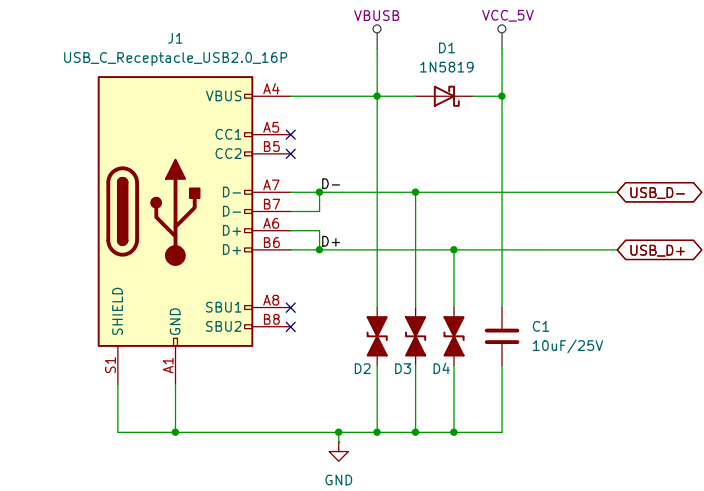 VBUSB
VCC_5V
J1
USB_C_Receptacle_USB2.0_16P
D1
1N5819
VBUS
A4
CC1
A5
CC2
B5
D-
A7
D-
D-
B7
D+
A6
D+
B6
D+
USB_D-
USB_D+
SBU1
A8
SBU2
B8
SHIELD
GND
S1
A1
D2
D3
D4
C1
10uF/25V
GND